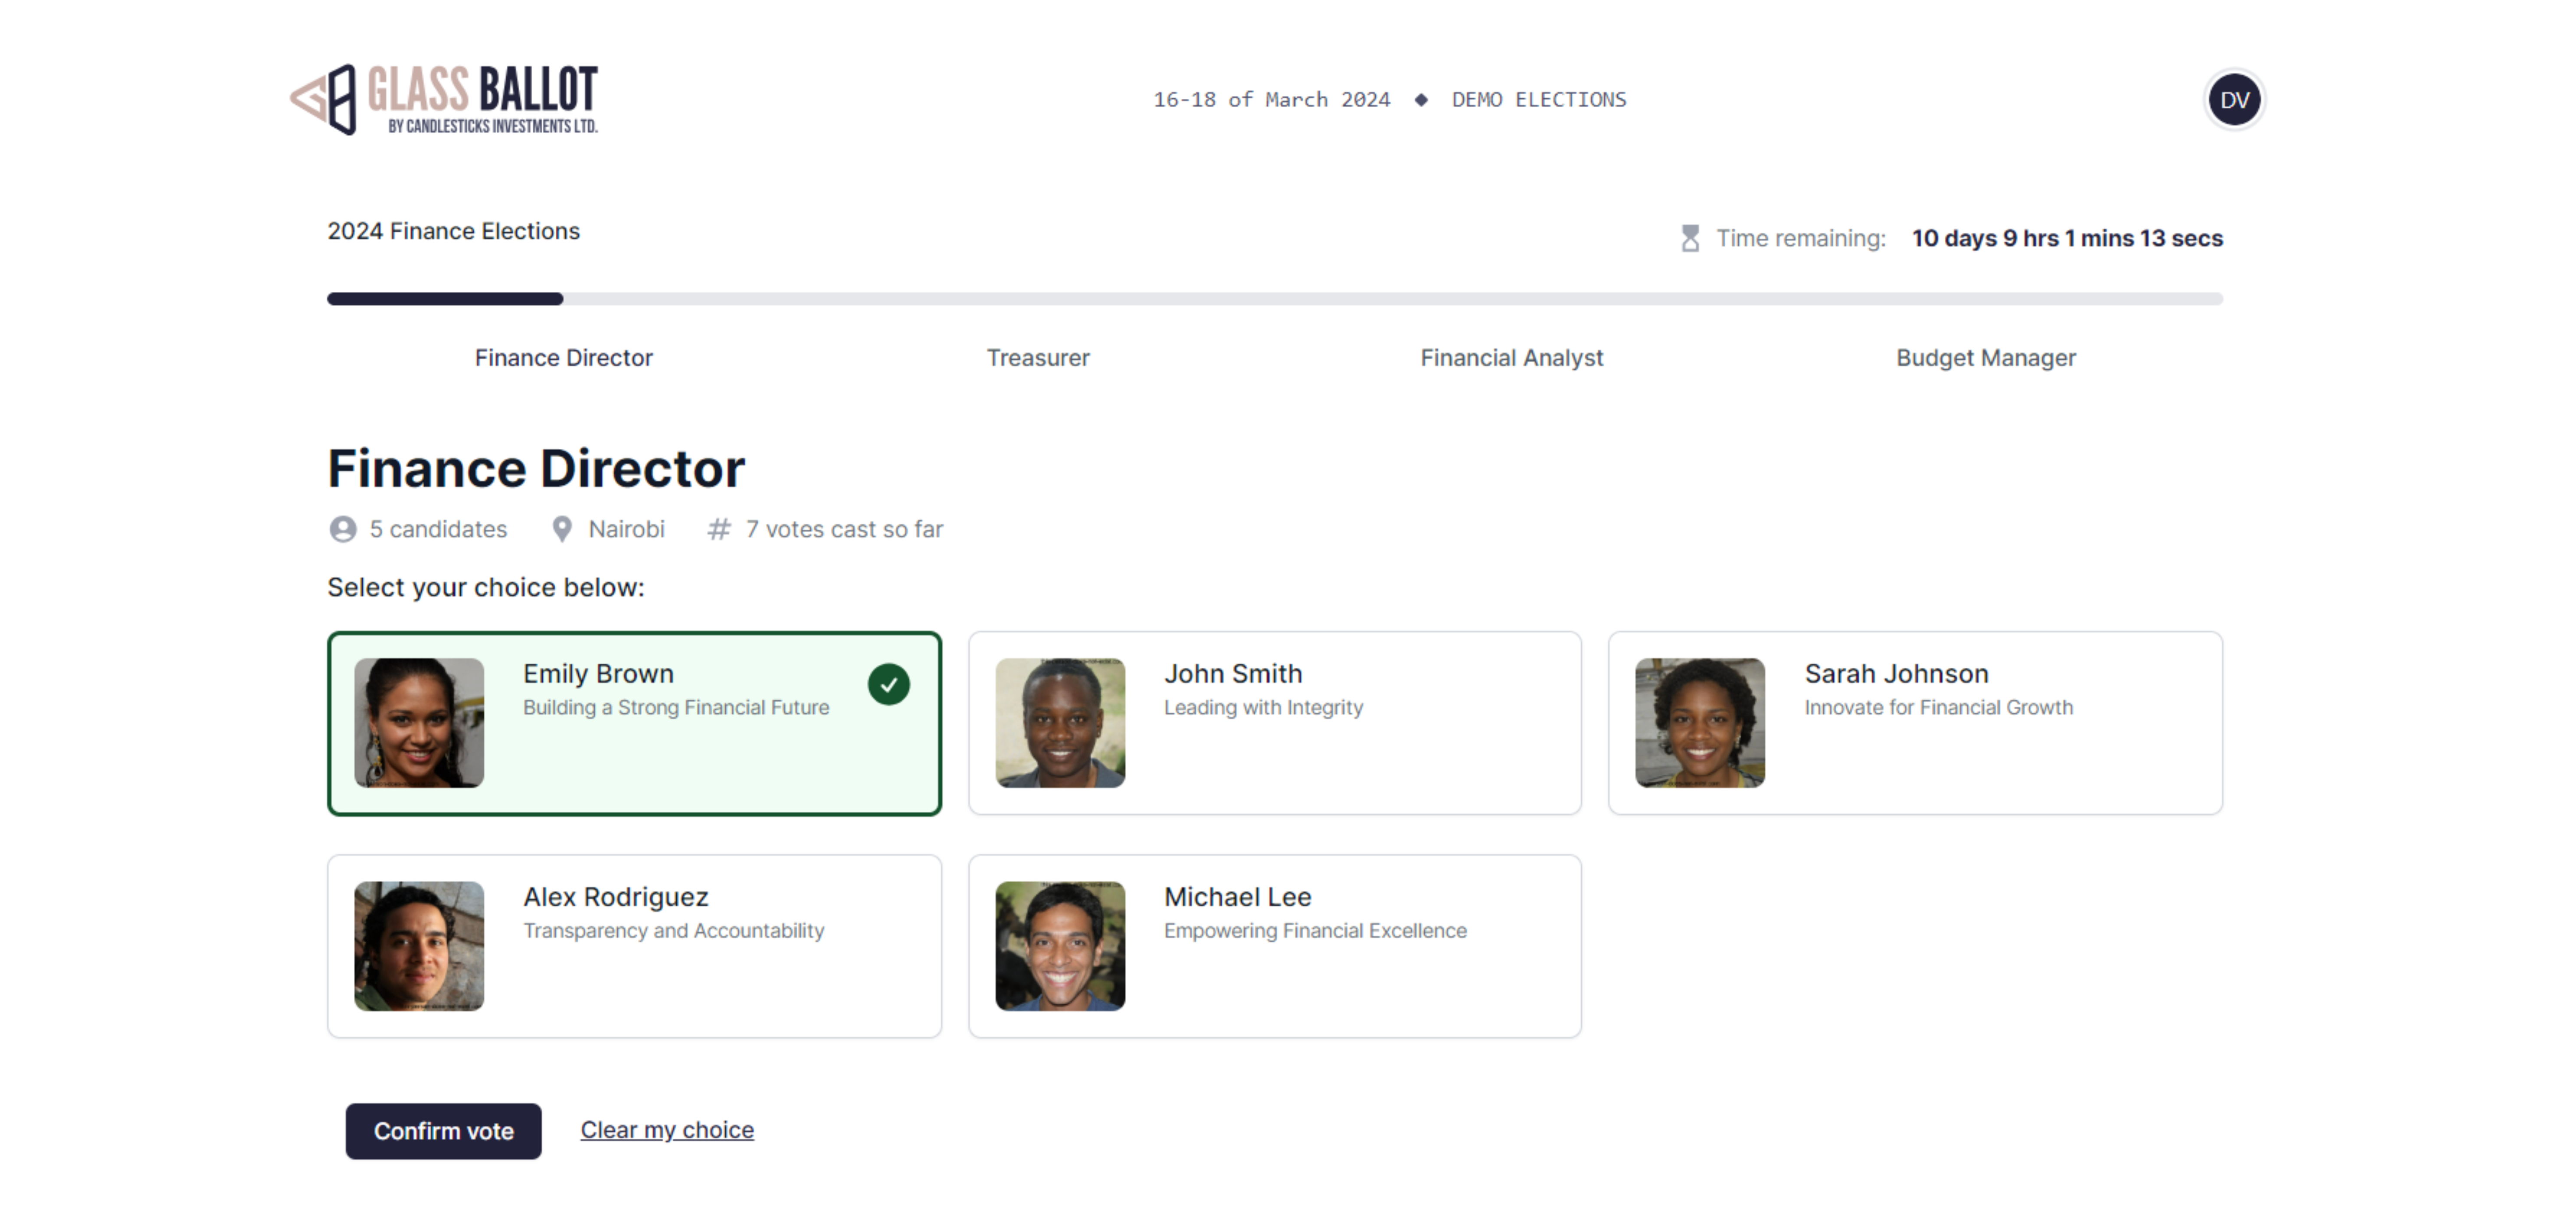 GLASS BALLOT
BY CANDLESTICKS INVESTMENTS LTD.
16-18 of March 2024 ◆ DEMO ELECTIONS
DV
2024 Finance Elections
Time remaining: 10 days 9 hrs 1 mins 13 secs
Finance Director
Treasurer
Financial Analyst
Budget Manager
Finance Director
5 candidates
Nairobi
# 7 votes cast so far
Select your choice below:
Emily Brown
Building a Strong Financial Future
John Smith
Leading with Integrity
Sarah Johnson
Innovate for Financial Growth
Alex Rodriguez
Transparency and Accountability
Michael Lee
Empowering Financial Excellence
Confirm vote
Clear my choice